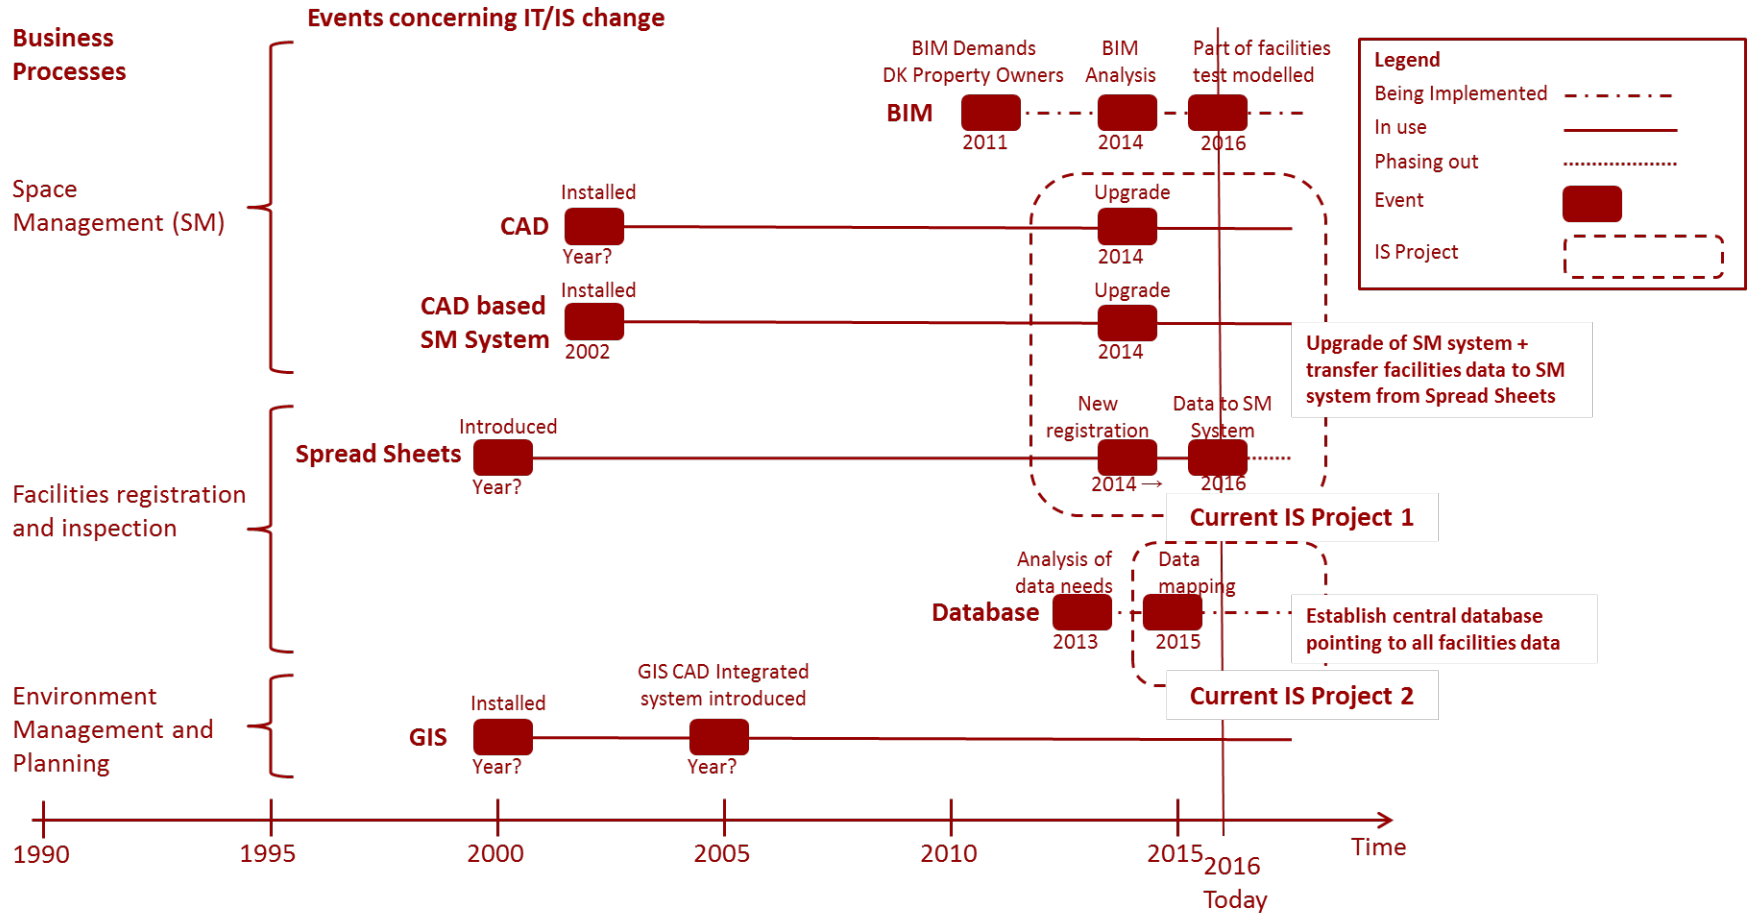 Events concerning IT/IS change
Business
Processes
Space
Management (SM)
Facilities registration
and inspection
Environment
Management and
Planning
BIM Demands
DK Property Owners
BIM
Analysis
Part of facilities
test modelled
BIM
2011
2014
2016
Installed
Upgrade
CAD
Year?
2014
Installed
Upgrade
CAD based
SM System
2002
2014
Upgrade of SM system +
transfer facilities data to SM
system from Spread Sheets
Introduced
New
registration
Data to SM
System
Spread Sheets
Year?
2014→
2016
Current IS Project 1
Analysis of
data needs
Data
mapping
Database
2013
2015
Establish central database
pointing to all facilities data
Current IS Project 2
Installed
GIS CAD Integrated
system introduced
GIS
Year?
Year?
1990
1995
2000
2005
2010
2015
2016
Today
Time
Legend
Being Implemented
In use
Phasing out
Event
IS Project